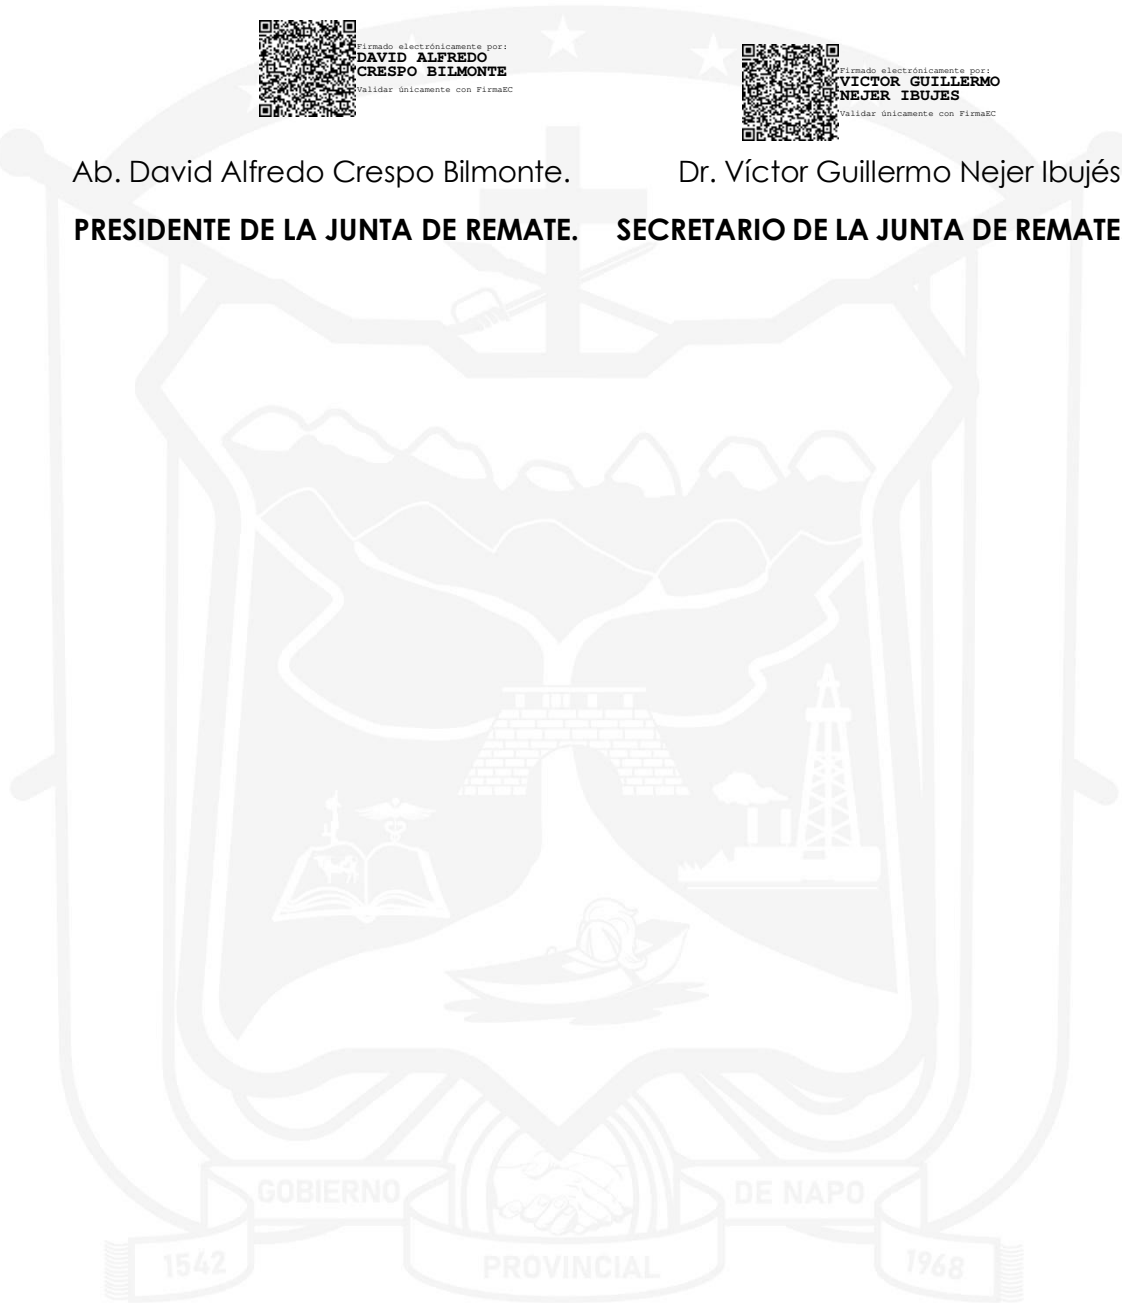 Firmado electrónicamente por:
DAVID ALFREDO
CRESPO BILMONTE
Validar únicamente con FirmaEC
Firmado electrónicamente por:
VICTOR GUILLERMO
NEJER IBUJES
Validar únicamente con FirmaEC
Ab. David Alfredo Crespo Bilmonte.
Dr. Víctor Guillermo Nejer Ibujés
PRESIDENTE DE LA JUNTA DE REMATE.
SECRETARIO DE LA JUNTA DE REMATE
GOBIERNO
DE NAPO
1542
PROVINCIAL
1968